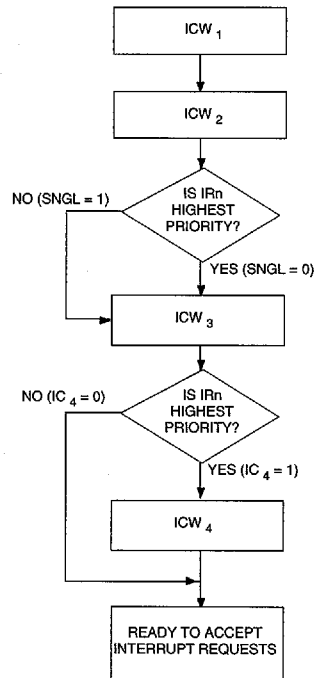 ICW 1
ICW 2
IS IRn
HIGHEST
PRIORITY?
NO (SNGL = 1)
YES (SNGL = 0)
ICW 3
IS IRn
HIGHEST
PRIORITY?
NO (IC 4 = 0)
YES (IC 4 = 1)
ICW 4
READY TO ACCEPT
INTERRUPT REQUESTS